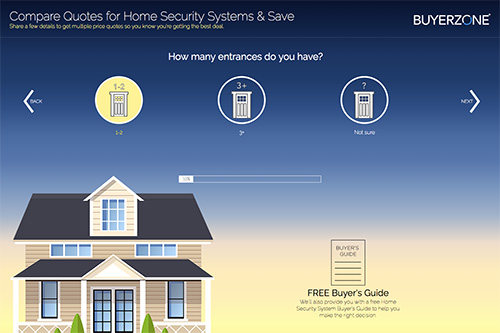 Compare Quotes for Home Security Systems & Save
Share a few details to get multiple price quotes so you know you're getting the best deal.
BUYERZONE
How many entrances do you have?
1-2
3+
?
BACK
NEXT
1-2
3+
Not sure
1/8
BUYER'S
GUIDE
FREE Buyer's Guide
We'll also provide you with a free Home
Security System Buyer's Guide to help you
make the right decision